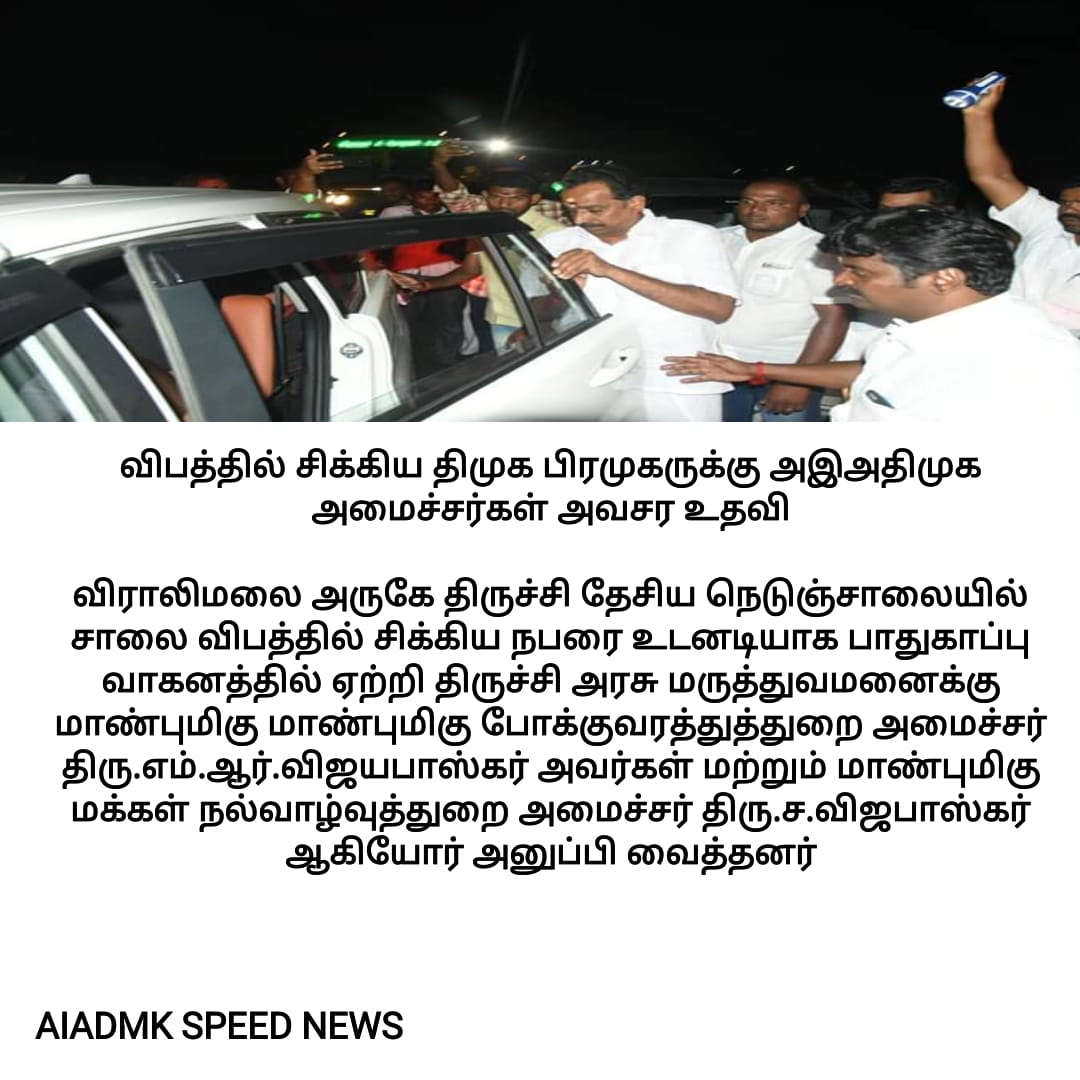 விபத்தில் சிக்கிய திமுக பிரமுகருக்கு அஇஅதிமுக
அமைச்சர்கள் அவசர உதவி
விராலிமலை அருகே திருச்சி தேசிய நெடுஞ்சாலையில்
சாலை விபத்தில் சிக்கிய நபரை உடனடியாக பாதுகாப்பு
வாகனத்தில் ஏற்றி திருச்சி அரசு மருத்துவமனைக்கு
மாண்புமிகு மாண்புமிகு போக்குவரத்துத்துறை அமைச்சர்
திரு.எம்.ஆர்.விஜயபாஸ்கர் அவர்கள் மற்றும் மாண்புமிகு
மக்கள் நல்வாழ்வுத்துறை அமைச்சர் திரு.ச.விஜபாஸ்கர்
ஆகியோர் அனுப்பி வைத்தனர்
AIADMK SPEED NEWS